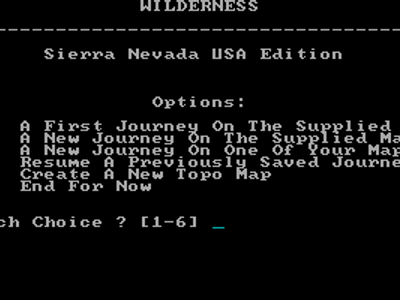 WILDERNESS
Sierra Nevada USA Edition
Options:
A First Journey On The Supplied
A New Journey On The Supplied Ma
A New Journey On One Of Your Map
Resume A Previously Saved Journe
Create A New Topo Map
End For Now
ch Choice ? [1-6] _